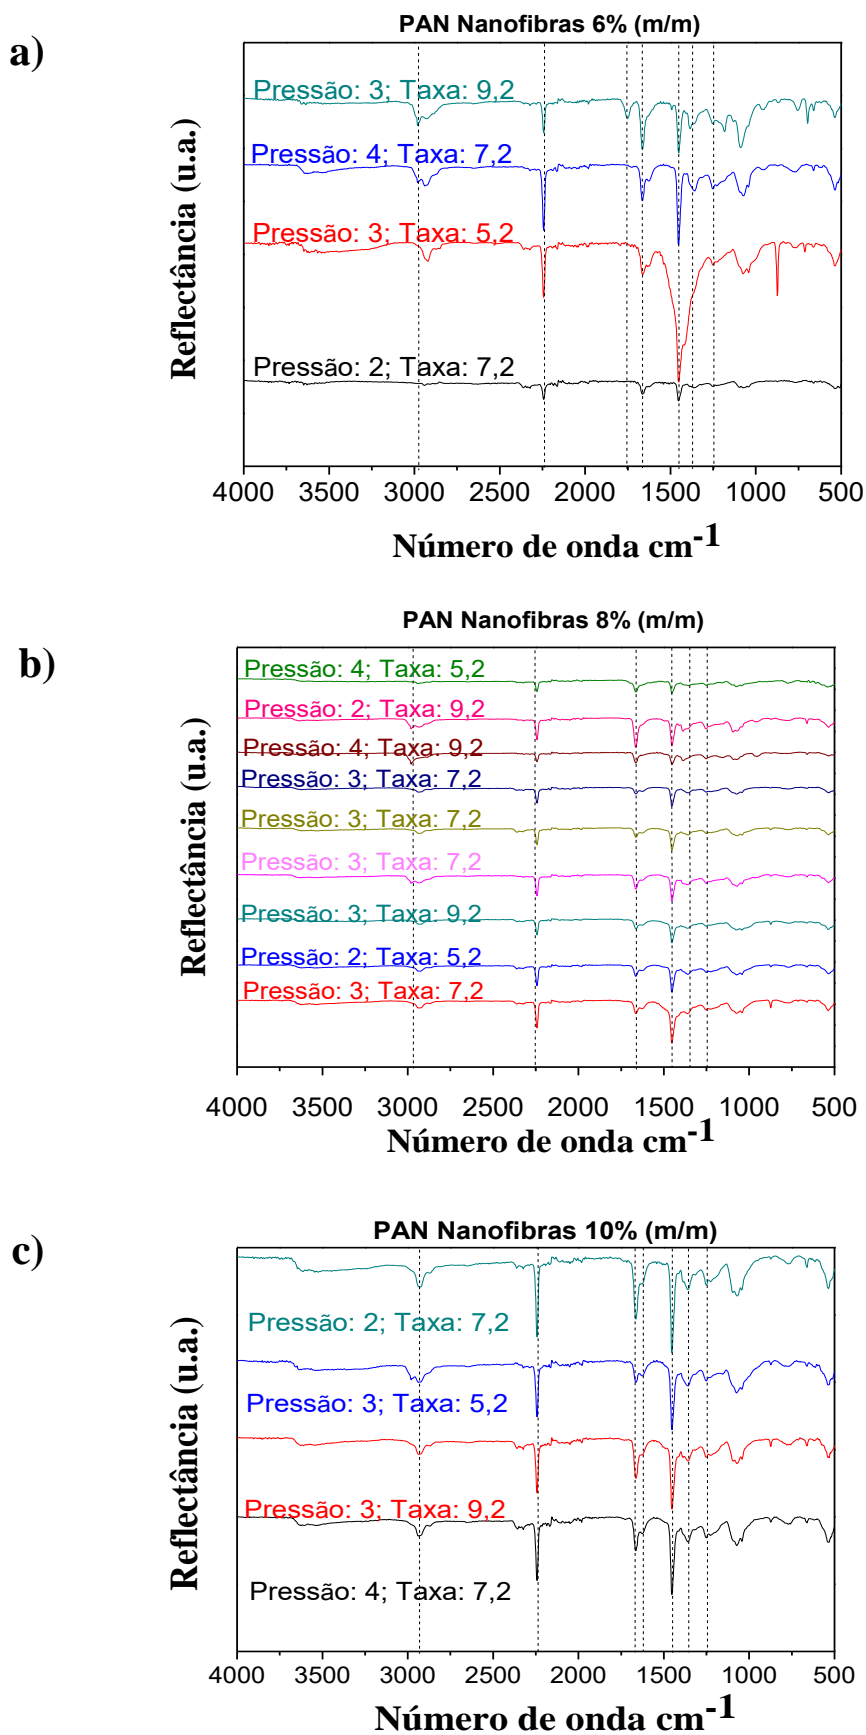 PAN Nanofibras 6% (m/m)
a)
Pressão: 3; Taxa: 9,2
Pressão: 4; Taxa: 7,2
Pressão: 3; Taxa: 5,2
Pressão: 2; Taxa: 7,2
Reflectância (u.a.)
4000 3500 3000 2500 2000 1500 1000 500
Número de onda cm-1
PAN Nanofibras 8% (m/m)
b)
Pressão: 4; Taxa: 5,2
Pressão: 2; Taxa: 9,2
Pressão: 4; Taxa: 9,2
Pressão: 3; Taxa: 7,2
Pressão: 3; Taxa: 7,2
Pressão: 3; Taxa: 7,2
Pressão: 3; Taxa: 9,2
Pressão: 2; Taxa: 5,2
Pressão: 3; Taxa: 7,2
Reflectância (u.a.)
4000 3500 3000 2500 2000 1500 1000 500
Número de onda cm-1
PAN Nanofibras 10% (m/m)
c)
Pressão: 2; Taxa: 7,2
Pressão: 3; Taxa: 5,2
Pressão: 3; Taxa: 9,2
Pressão: 4; Taxa: 7,2
Reflectância (u.a.)
4000 3500 3000 2500 2000 1500 1000 500
Número de onda cm-1